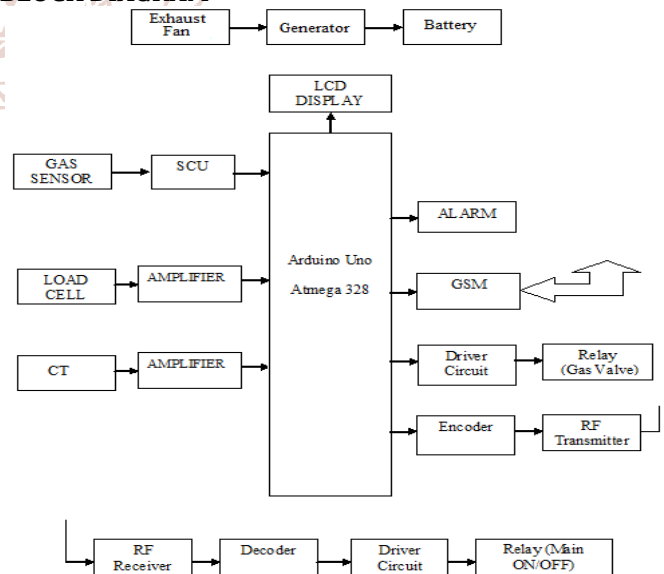 Exhaust
Fan
Generator
Battery
LCD
DISPLAY
GAS
SENSOR
SCU
ALARM
Arduino Uno
Atmega 328
LOAD
CELL
AMPLIFIER
GSM
CT
AMPLIFIER
Driver
Circuit
Relay
(Gas Valve)
Encoder
RF
Transmitter
RF
Receiver
Decoder
Driver
Circuit
Relay (Main
ON/OFF)